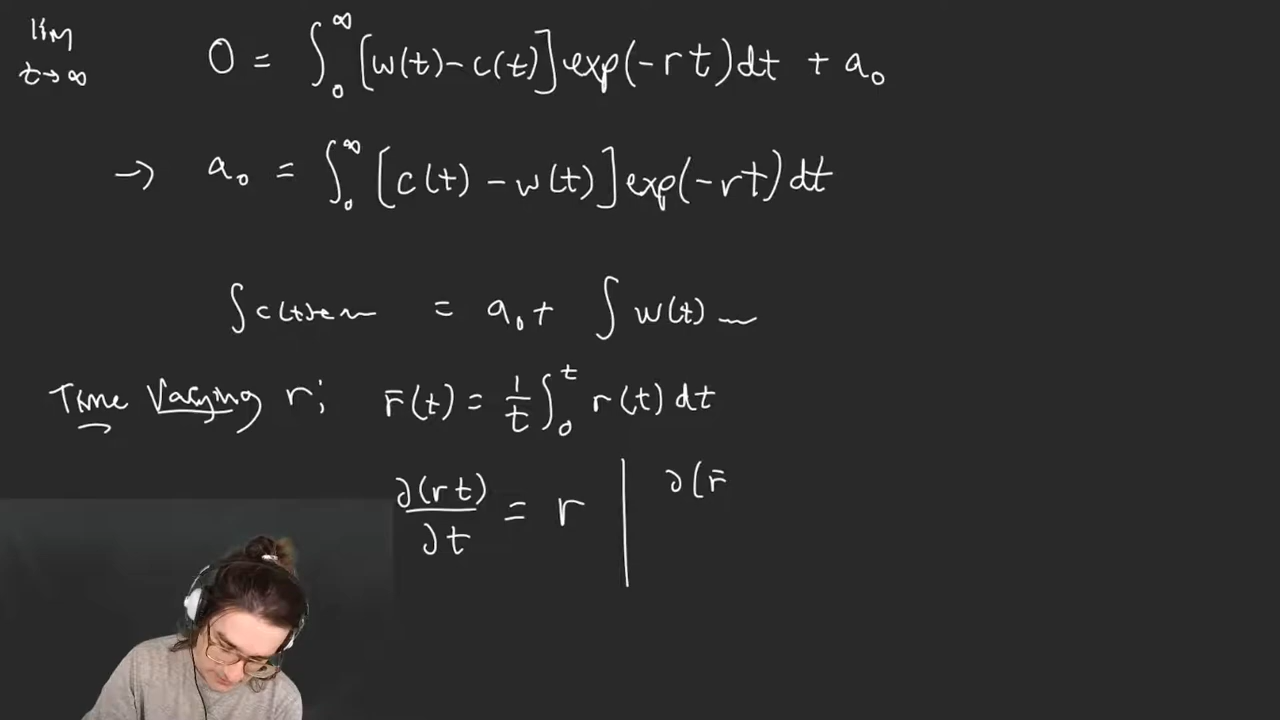 lim t→∞ 0 = ∫₀^∞ [w(t) - c(t)] exp(-rt) dt + a₀
→ a₀ = ∫₀^∞ [c(t) - w(t)] exp(-rt) dt
∫ c(t) = a₀ + ∫ w(t)
Time Varying r; r̄(t) = 1/t ∫₀^t r(t) dt
∂(rt)/∂t = r | ∂(r̄